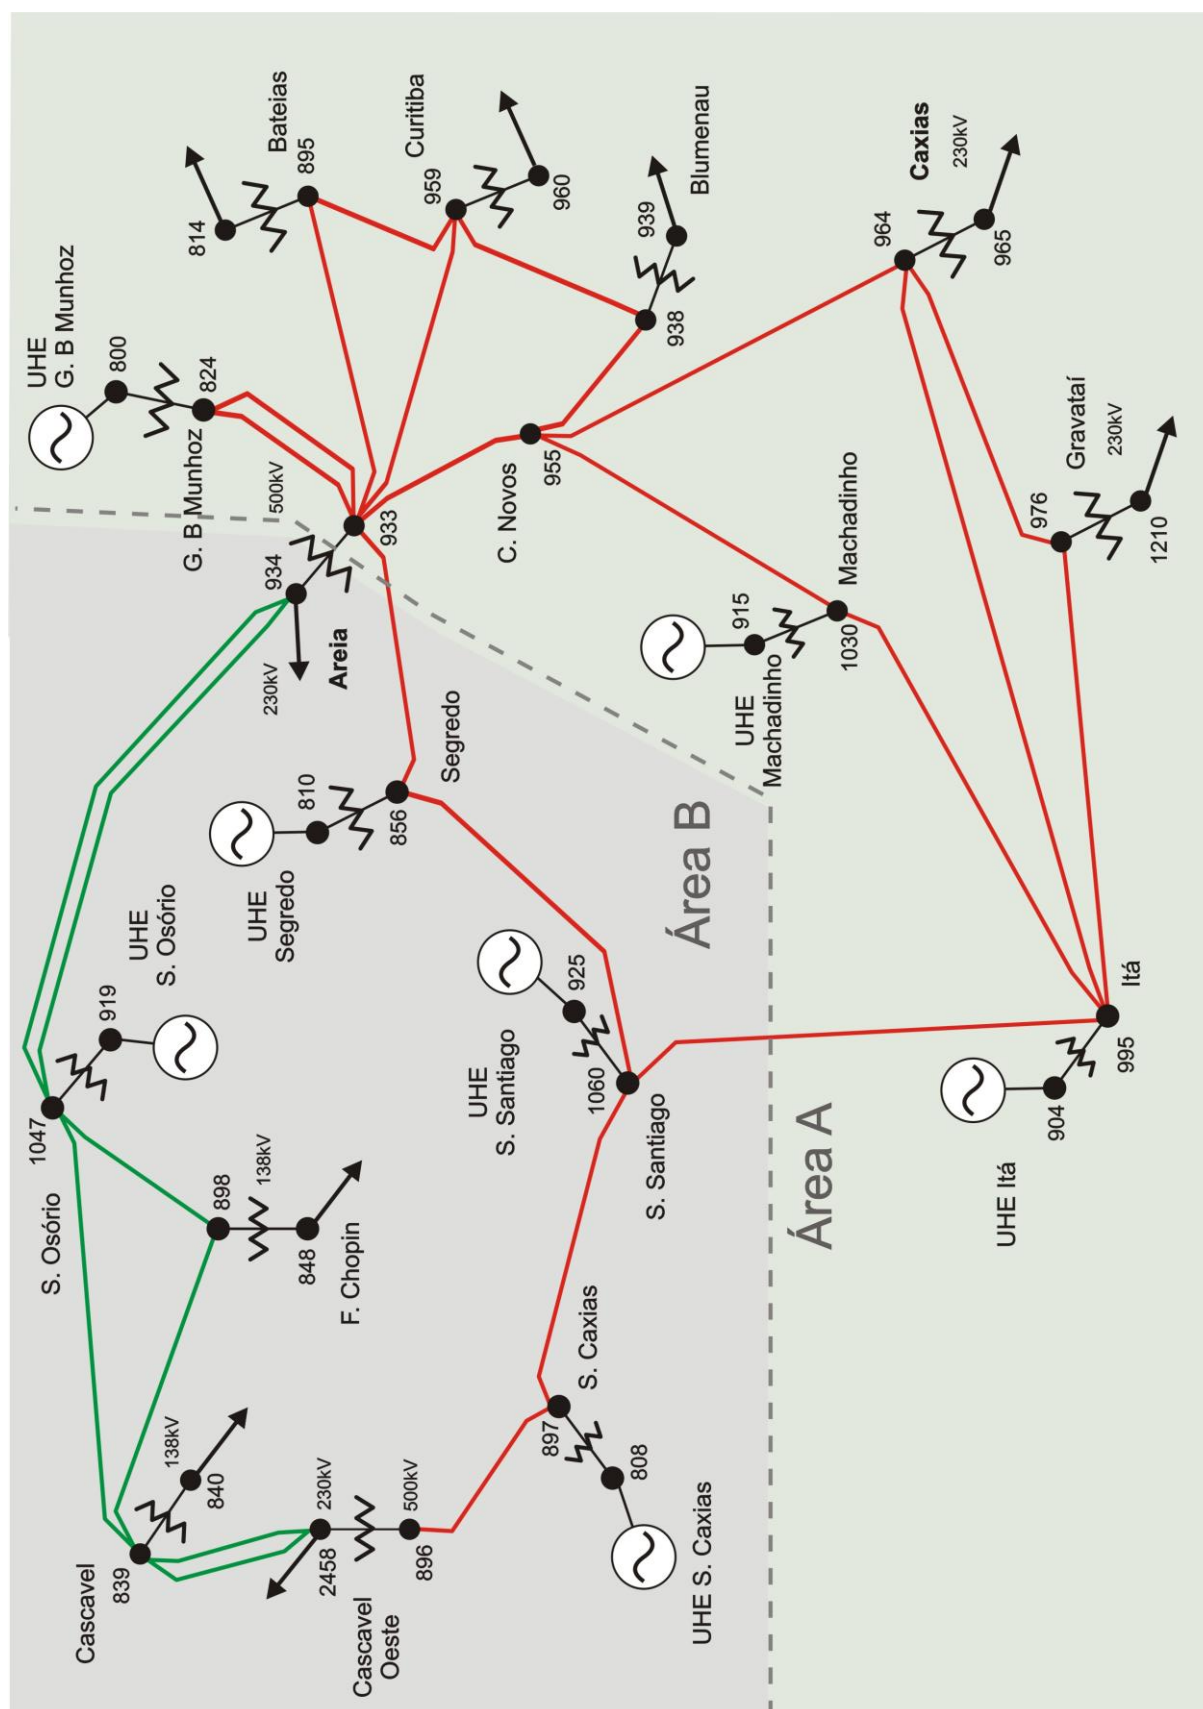 Cascavel
839
138kV
840
230kV
2458
Cascavel
Oeste
500kV
896
S. Osório
1047
898
138kV
848
F. Chopin
919
UHE
S. Osório
UHE
Segredo
810
856
Segredo
230kV
934
Areia
500kV
933
G. B Munhoz
824
800
UHE
G. B Munhoz
814
895
Bateias
959
Curitiba
960
939
Blumenau
938
C. Novos
955
UHE
S. Santiago
925
1060
S. Santiago
897
S. Caxias
808
UHE S. Caxias
Área B
Área A
UHE
Machadinho
915
1030
Machadinho
964
Caxias
230kV
965
976
Gravataí
230kV
1210
UHE Itá
904
995
Itá